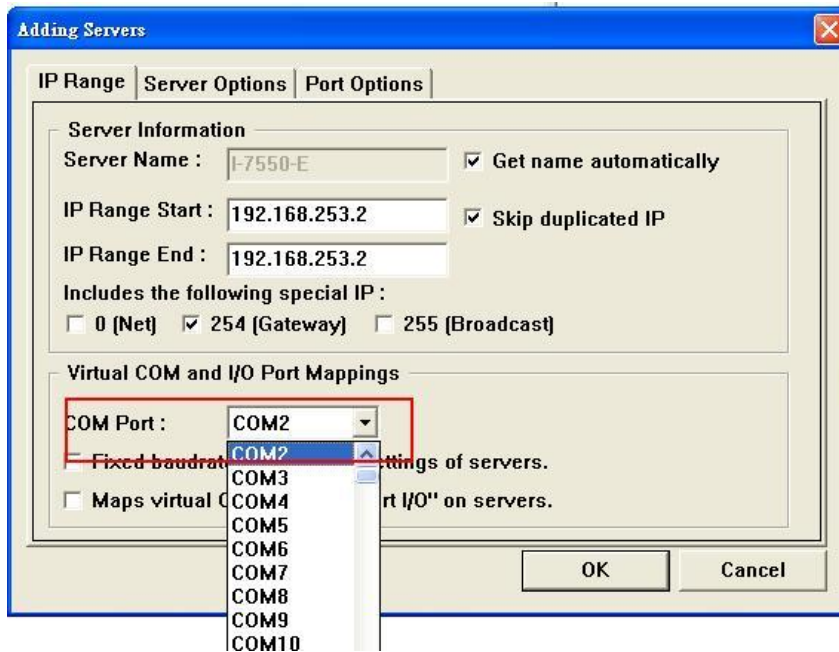 Adding Servers
IP Range Server Options Port Options
Server Information
Server Name : I-7550-E Get name automatically
IP Range Start : 192.168.253.2 Skip duplicated IP
IP Range End : 192.168.253.2
Includes the following special IP :
0 (Net) 254 (Gateway) 255 (Broadcast)
Virtual COM and I/O Port Mappings
COM Port : COM2
Fixed COM2 of servers.
COM3
Maps virtual COM4 I/O" on servers.
COM5
COM6
OK Cancel
COM7
COM8
COM9
COM10